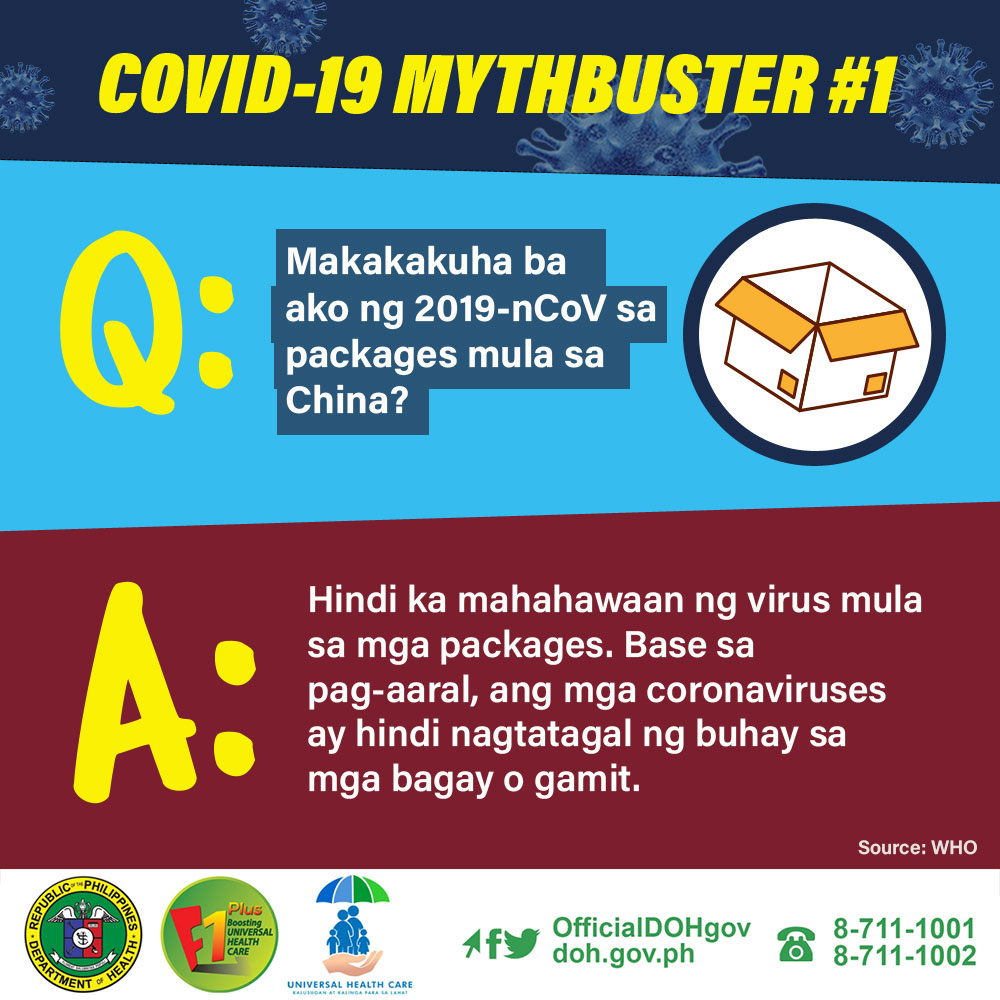 COVID-19 MYTHBUSTER #1
Q:
Makakakuha ba
ako ng 2019-nCoV sa
packages mula sa
China?
A:
Hindi ka mahahawaan ng virus mula
sa mga packages. Base sa
pag-aaral, ang mga coronaviruses
ay hindi nagtatagal ng buhay sa
mga bagay o gamit.
Source: WHO
REPUBLIC OF THE PHILIPPINES
DEPARTMENT OF HEALTH
F1 Plus
Boosting
UNIVERSAL
HEALTH
CARE
UNIVERSAL HEALTH CARE
KALUSUGAN AT KALINGA PARA SA LAHAT
OfficialDOHgov
doh.gov.ph
8-711-1001
8-711-1002